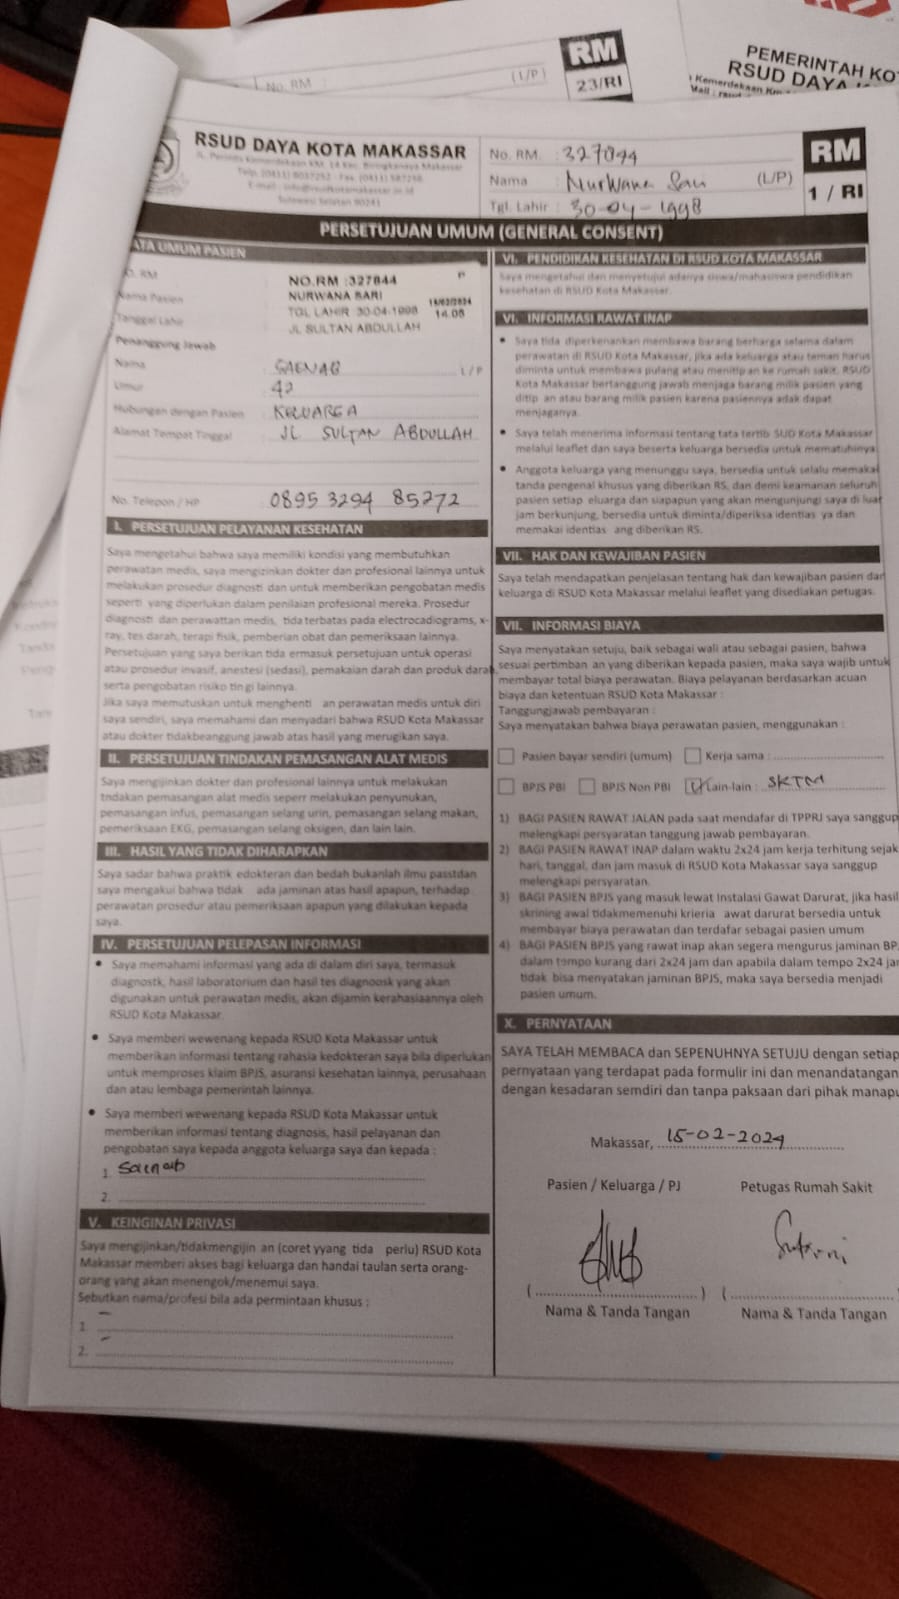 RM
No. RM :
(L/P)
23/RI
PEMERINTAH KO
RSUD DAYA
RSUD DAYA KOTA MAKASSAR
No. RM. :
Nama : Nurwana Sari (L/P)
Tgl. Lahir : 30-04-1998
RM
1 / RI
PERSETUJUAN UMUM (GENERAL CONSENT)
ATA UMUM PASIEN
NO.RM :327844 P
Nama Pasien NURWANA SARI
Tanggal Lahir TGL LAHIR 30-04-1998
JL SULTAN ABDULLAH
Penanggung Jawab
Nama : SAENAB L/P
Umur : 42
Hubungan dengan Pasien : KELUARGA
Alamat Tempat Tinggal : JL SULTAN ABDULLAH
No. Telepon / HP : 0895 3294 85272
I. PERSETUJUAN PELAYANAN KESEHATAN
Saya mengetahui bahwa saya memiliki kondisi yang membutuhkan
perawatan medis, saya mengizinkan dokter dan profesional lainnya untuk
melakukan prosedur diagnosti dan untuk memberikan pengobatan medis
seperti yang diperlukan dalam penilaian profesional mereka. Prosedur
diagnosti dan perawattan medis, tida terbatas pada electrocadiograms, x-
ray, tes darah, terapi fisik, pemberian obat dan pemeriksaan lainnya.
Persetujuan yang saya berikan tida ermasuk persetujuan untuk operasi
atau prosedur invasif, anestesi (sedasi), pemakaian darah dan produk darah
serta pengobatan risiko tin gi lainnya.
Jika saya memutuskan untuk menghenti an perawatan medis untuk diri
saya sendiri, saya memahami dan menyadari bahwa RSUD Kota Makassar
atau dokter tidakbeanggung jawab atas hasil yang merugikan saya.
II. PERSETUJUAN TINDAKAN PEMASANGAN ALAT MEDIS
Saya mengijinkan dokter dan profesional lainnya untuk melakukan
tndakan pemasangan alat medis seperr melakukan penyunukan,
pemasangan infus, pemasangan selang urin, pemasangan selang makan,
pemeriksaan EKG, pemasangan selang oksigen, dan lain lain.
III. HASIL YANG TIDAK DIHARAPKAN
Saya sadar bahwa praktik edokteran dan bedah bukanlah ilmu passtdan
saya mengakui bahwa tidak ada jaminan atas hasil apapun, terhadap
perawatan prosedur atau pemeriksaan apapun yang dilakukan kepada
saya.
IV. PERSETUJUAN PELEPASAN INFORMASI
• Saya memahami informasi yang ada di dalam diri saya, termasuk
diagnostk, hasil laboratorium dan hasil tes diagnoosk yang akan
digunakan untuk perawatan medis, akan dijamin kerahasiaannya oleh
RSUD Kota Makassar
• Saya memberi wewenang kepada RSUD Kota Makassar untuk
memberikan informasi tentang rahasia kedokteran saya bila diperlukan
untuk memproses klaim BPJS, asuransi kesehatan lainnya, perusahaan
dan atau lembaga pemerintah lainnya.
• Saya memberi wewenang kepada RSUD Kota Makassar untuk
memberikan informasi tentang diagnosis, hasil pelayanan dan
pengobatan saya kepada anggota keluarga saya dan kepada :
1. Saenab
2.
V. KEINGINAN PRIVASI
Saya mengijinkan/tidakmengijin an (coret yyang tida perlu) RSUD Kota
Makassar memberi akses bagi keluarga dan handai taulan serta orang-
orang yang akan menengok/menemui saya.
Sebutkan nama/profesi bila ada permintaan khusus :
1. –
2. –
VI. PENDIDIKAN KESEHATAN DI RSUD KOTA MAKASSAR
Saya mengetahui dan menyetujui adanya siswa/mahasiswa pendidikan
kesehatan di RSUD Kota Makassar.
VI. INFORMASI RAWAT INAP
• Saya tida diperkenankan membawa barang berharga selama dalam
perawatan di RSUD Kota Makassar, jika ada keluarga atau teman harus
diminta untuk membawa pulang atau menitip an ke rumah sakit. RSUD
Kota Makassar bertanggung jawab menjaga barang milik pasien yang
ditip an atau barang milik pasien karena pasiennya adak dapat
menjaganya.
• Saya telah menerima informasi tentang tata tertib SUD Kota Makassar
melalui leaflet dan saya beserta keluarga bersedia untuk mematuhinya
• Anggota keluarga yang menunggu saya, bersedia untuk selalu memakai
tanda pengenal khusus yang diberikan RS, dan demi keamanan seluruh
pasien setiap eluarga dan siapapun yang akan mengunjungi saya di luar
jam berkunjung, bersedia untuk diminta/diperiksa identias ya dan
memakai identias ang diberikan RS.
VII. HAK DAN KEWAJIBAN PASIEN
Saya telah mendapatkan penjelasan tentang hak dan kewajiban pasien dan
keluarga di RSUD Kota Makassar melalui leaflet yang disediakan petugas.
VII. INFORMASI BIAYA
Saya menyatakan setuju, baik sebagai wali atau sebagai pasien, bahwa
sesuai pertimban an yang diberikan kepada pasien, maka saya wajib untuk
membayar total biaya perawatan. Biaya pelayanan berdasarkan acuan
biaya dan ketentuan RSUD Kota Makassar :
Tanggungjawab pembayaran :
Saya menyatakan bahwa biaya perawatan pasien, menggunakan :
Pasien bayar sendiri (umum) Kerja sama :
BPJS PBI BPJS Non PBI Lain-lain : SKTM
1) BAGI PASIEN RAWAT JALAN pada saat mendafar di TPPRJ saya sanggup
melengkapi persyaratan tanggung jawab pembayaran.
2) BAGI PASIEN RAWAT INAP dalam waktu 2x24 jam kerja terhitung sejak
hari, tanggal, dan jam masuk di RSUD Kota Makassar saya sanggup
melengkapi persyaratan.
3) BAGI PASIEN BPJS yang masuk lewat Instalasi Gawat Darurat, jika hasil
skrining awal tidakmemenuhi krieria awat darurat bersedia untuk
membayar biaya perawatan dan terdafar sebagai pasien umum
4) BAGI PASIEN BPJS yang rawat inap akan segera mengurus jaminan BP
dalam tempo kurang dari 2x24 jam dan apabila dalam tempo 2x24 ja
tidak bisa menyatakan jaminan BPJS, maka saya bersedia menjadi
pasien umum.
X. PERNYATAAN
SAYA TELAH MEMBACA dan SEPENUHNYA SETUJU dengan setiap
pernyataan yang terdapat pada formulir ini dan menandatangan
dengan kesadaran semdiri dan tanpa paksaan dari pihak manapu
Makassar, 15-02-2024
Pasien / Keluarga / PJ Petugas Rumah Sakit
Nama & Tanda Tangan Nama & Tanda Tangan